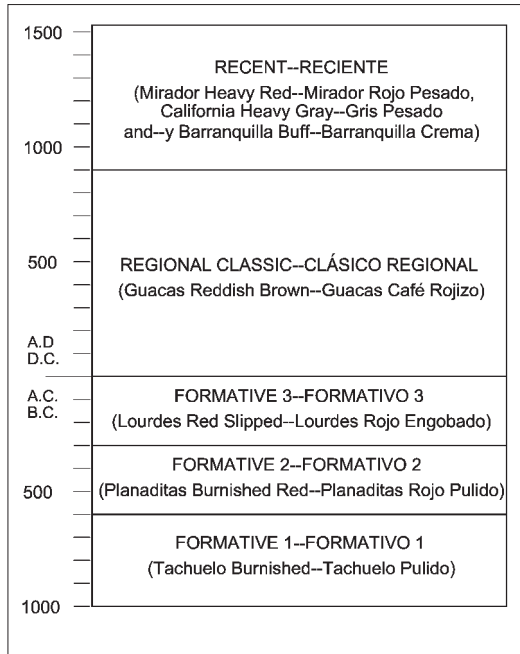 1500
RECENT--RECIENTE
(Mirador Heavy Red--Mirador Rojo Pesado,
California Heavy Gray--Gris Pesado
and--y Barranquilla Buff--Barranquilla Crema)
1000
500
REGIONAL CLASSIC--CLÁSICO REGIONAL
(Guacas Reddish Brown--Guacas Café Rojizo)
A.D
D.C.
A.C.
B.C.
FORMATIVE 3--FORMATIVO 3
(Lourdes Red Slipped--Lourdes Rojo Engobado)
FORMATIVE 2--FORMATIVO 2
500
(Planaditas Burnished Red--Planaditas Rojo Pulido)
FORMATIVE 1--FORMATIVO 1
(Tachuelo Burnished--Tachuelo Pulido)
1000